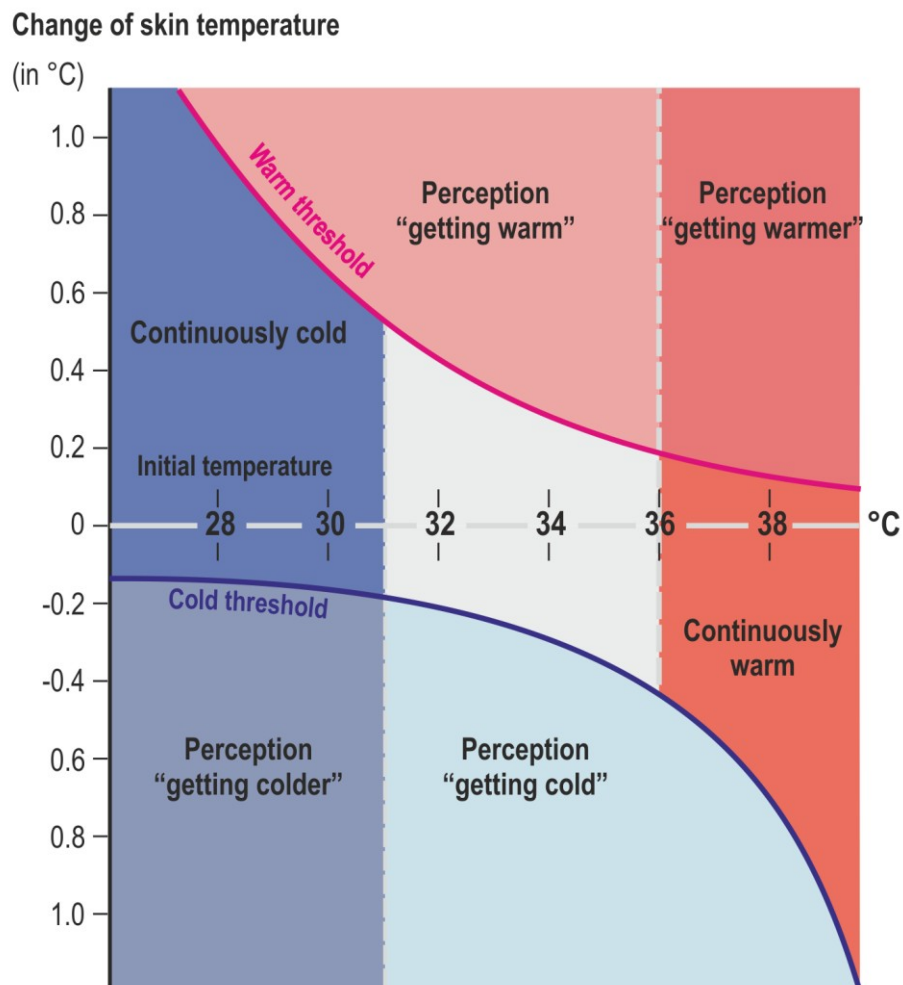 Change of skin temperature
(in °C)
1.0
0.8
0.6
0.4
0.2
0
-0.2
-0.4
0.6
0.8
1.0
Warm threshold
Perception
“getting warm”
Perception
“getting warmer”
Continuously cold
Initial temperature
28 30 32 34 36 38 °C
Cold threshold
Continuously
warm
Perception
“getting colder”
Perception
“getting cold”